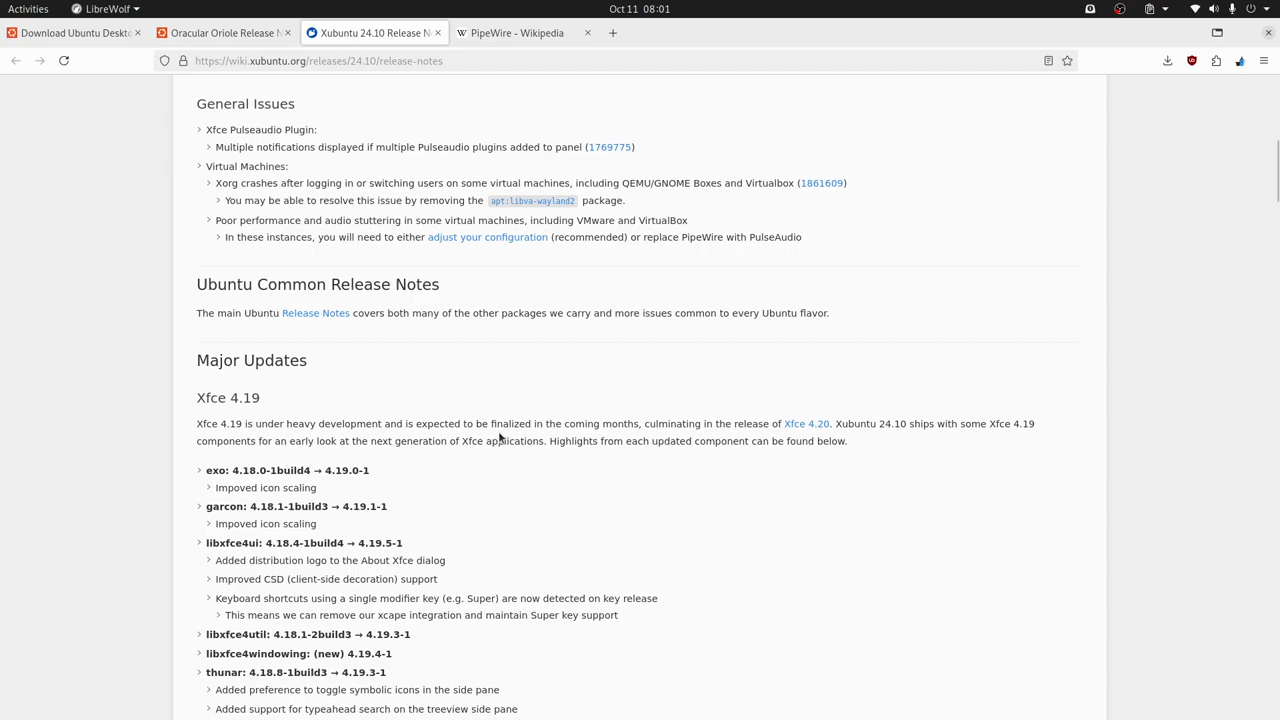 Activities LibreWolf Oct 11 08:01
Download Ubuntu Deskto Oracular Oriole Release N Xubuntu 24.10 Release N PipeWire - Wikipedia
https://wiki.xubuntu.org/releases/24.10/release-notes
General Issues
Xfce Pulseaudio Plugin:
Multiple notifications displayed if multiple Pulseaudio plugins added to panel (1769775)
Virtual Machines:
Xorg crashes after logging in or switching users on some virtual machines, including QEMU/GNOME Boxes and Virtualbox (1861609)
You may be able to resolve this issue by removing the apt:libva-wayland2 package.
Poor performance and audio stuttering in some virtual machines, including VMware and VirtualBox
In these instances, you will need to either adjust your configuration (recommended) or replace PipeWire with PulseAudio
Ubuntu Common Release Notes
The main Ubuntu Release Notes covers both many of the other packages we carry and more issues common to every Ubuntu flavor.
Major Updates
Xfce 4.19
Xfce 4.19 is under heavy development and is expected to be finalized in the coming months, culminating in the release of Xfce 4.20. Xubuntu 24.10 ships with some Xfce 4.19
components for an early look at the next generation of Xfce applications. Highlights from each updated component can be found below.
exo: 4.18.0-1build4 → 4.19.0-1
Impoved icon scaling
garcon: 4.18.1-1build3 → 4.19.1-1
Impoved icon scaling
libxfce4ui: 4.18.4-1build4 → 4.19.5-1
Added distribution logo to the About Xfce dialog
Improved CSD (client-side decoration) support
Keyboard shortcuts using a single modifier key (e.g. Super) are now detected on key release
This means we can remove our xcape integration and maintain Super key support
libxfce4util: 4.18.1-2build3 → 4.19.3-1
libxfce4windowing: (new) 4.19.4-1
thunar: 4.18.8-1build3 → 4.19.3-1
Added preference to toggle symbolic icons in the side pane
Added support for typeahead search on the treeview side pane